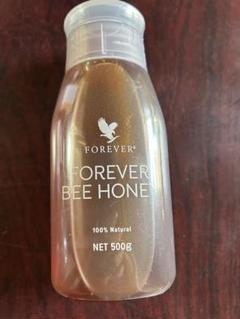 FOREVER®
FOREVER
BEE HONEY
100% Natural
NET 500g